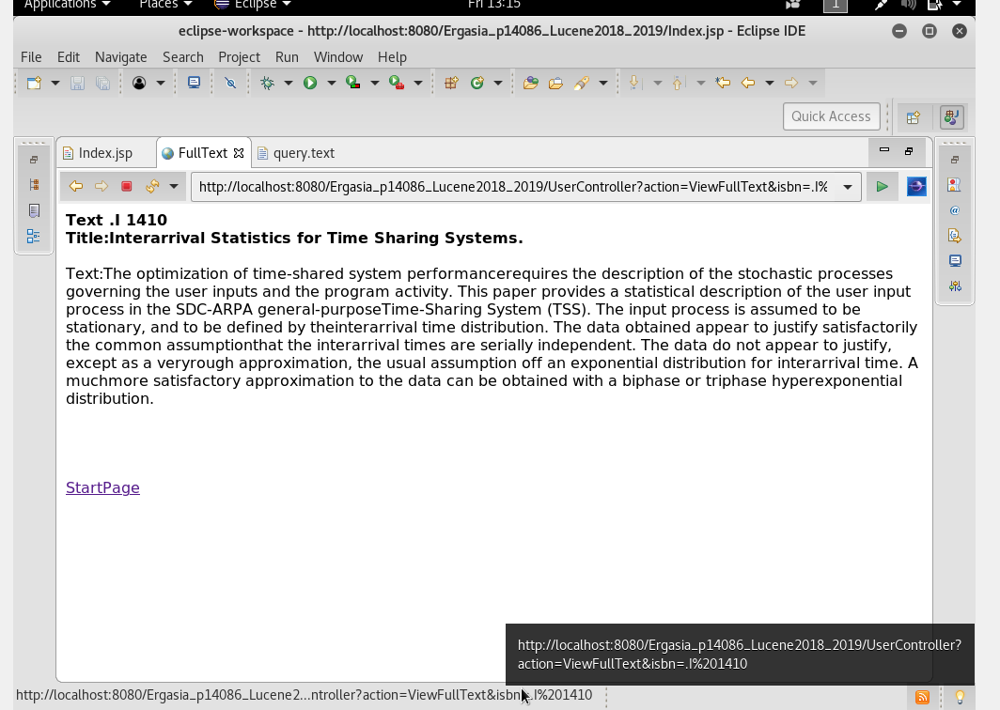 Applications Places Eclipse Fri 13:15 1
eclipse-workspace - http://localhost:8080/Ergasia_p14086_Lucene2018_2019/Index.jsp - Eclipse IDE
File Edit Navigate Search Project Run Window Help
Quick Access
Index.jsp FullText query.text
http://localhost:8080/Ergasia_p14086_Lucene2018_2019/UserController?action=ViewFullText&isbn=.I%
Text .I 1410
Title:Interarrival Statistics for Time Sharing Systems.
Text:The optimization of time-shared system performancerequires the description of the stochastic processes
governing the user inputs and the program activity. This paper provides a statistical description of the user input
process in the SDC-ARPA general-purposeTime-Sharing System (TSS). The input process is assumed to be
stationary, and to be defined by theinterarrival time distribution. The data obtained appear to justify satisfactorily
the common assumptionthat the interarrival times are serially independent. The data do not appear to justify,
except as a veryrough approximation, the usual assumption off an exponential distribution for interarrival time. A
muchmore satisfactory approximation to the data can be obtained with a biphase or triphase hyperexponential
distribution.
StartPage
http://localhost:8080/Ergasia_p14086_Lucene2018_2019/UserController?
action=ViewFullText&isbn=.I%201410
http://localhost:8080/Ergasia_p14086_Lucene2...ntroller?action=ViewFullText&isbn=.I%201410